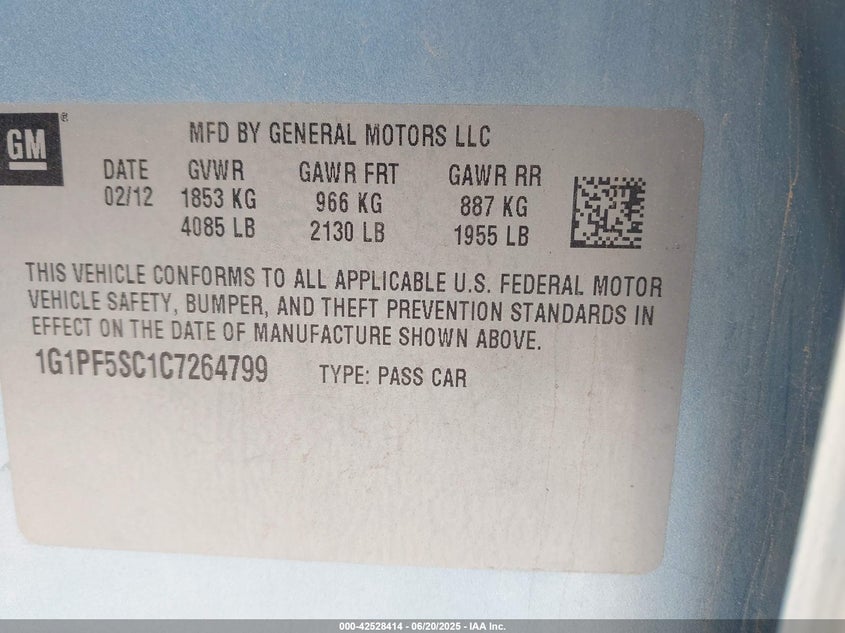 GM®
MFD BY GENERAL MOTORS LLC
DATE GVWR GAWR FRT GAWR RR
02/12 1853 KG 966 KG 887 KG
4085 LB 2130 LB 1955 LB
THIS VEHICLE CONFORMS TO ALL APPLICABLE U.S. FEDERAL MOTOR
VEHICLE SAFETY, BUMPER, AND THEFT PREVENTION STANDARDS IN
EFFECT ON THE DATE OF MANUFACTURE SHOWN ABOVE.
1G1PF5SC1C7264799 TYPE: PASS CAR
000-42528414 - 06/20/2025 - IAA Inc.